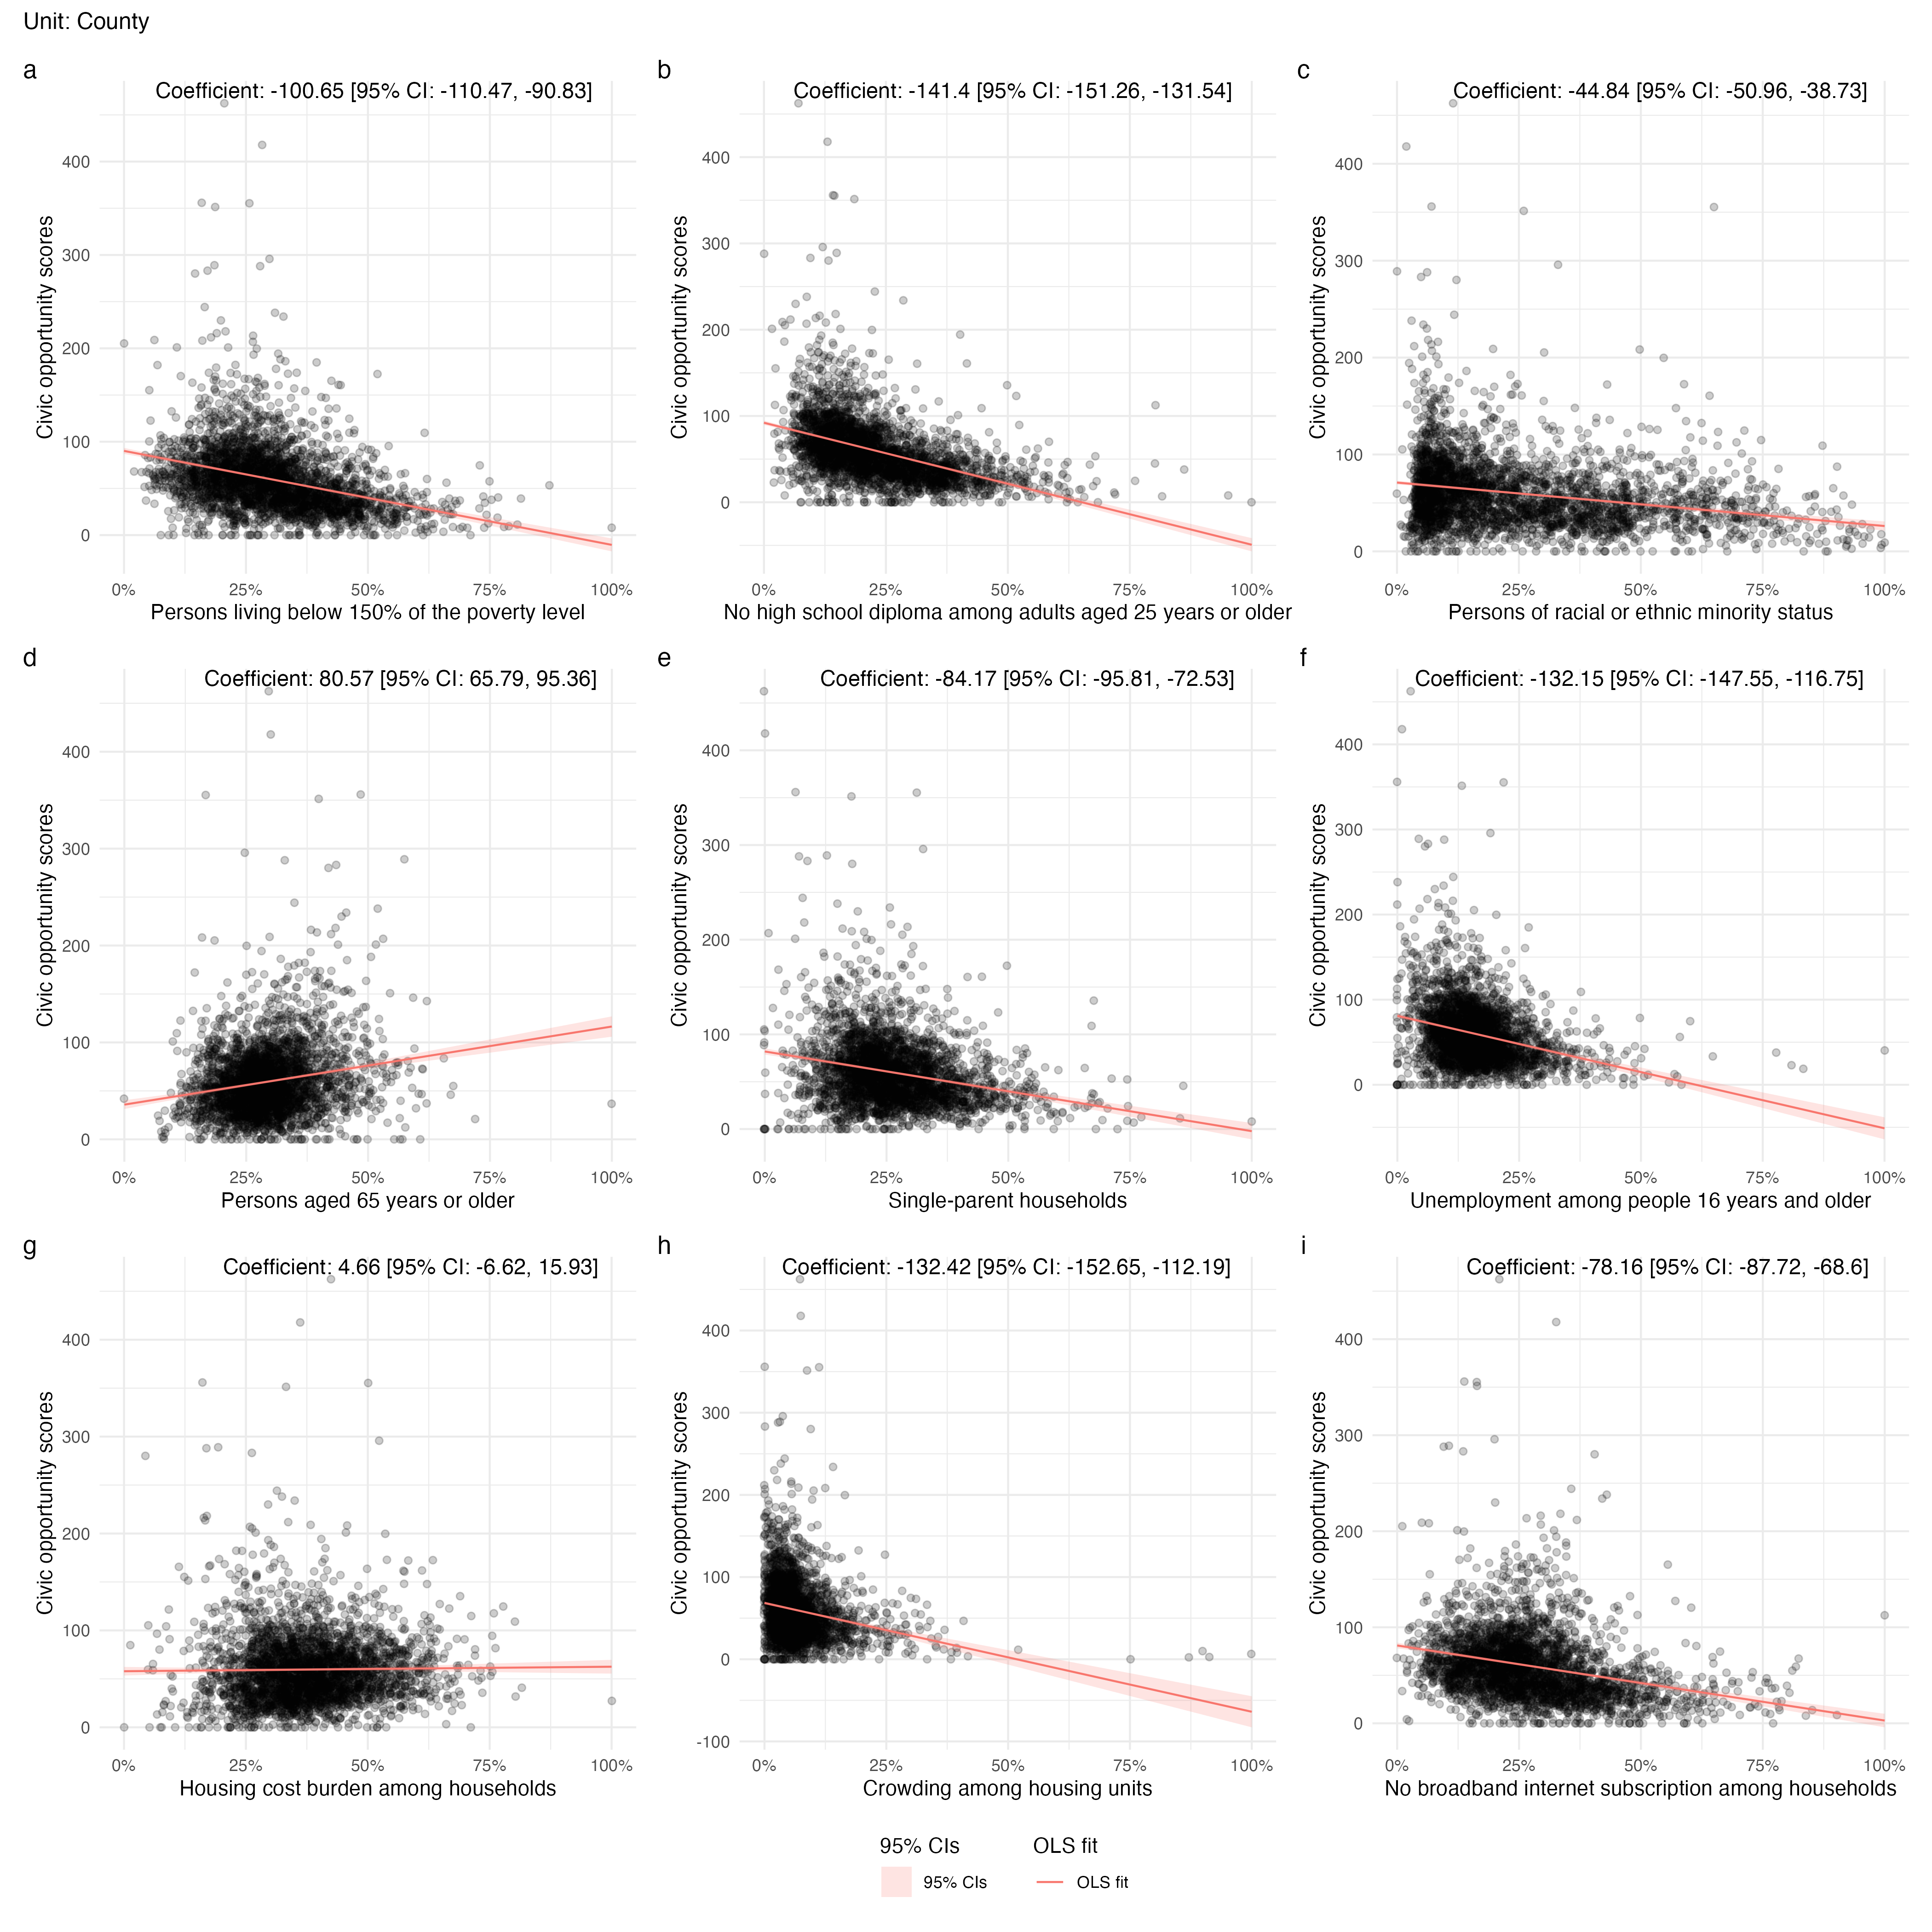 Unit: County
a
Coefficient: -100.65 [95% CI: -110.47, -90.83]
Civic opportunity scores
400
300
200
100
0
0% 25% 50% 75% 100%
Persons living below 150% of the poverty level
b
Coefficient: -141.4 [95% CI: -151.26, -131.54]
Civic opportunity scores
400
300
200
100
0
0% 25% 50% 75% 100%
No high school diploma among adults aged 25 years or older
c
Coefficient: -44.84 [95% CI: -50.96, -38.73]
Civic opportunity scores
400
300
200
100
0
0% 25% 50% 75% 100%
Persons of racial or ethnic minority status
d
Coefficient: 80.57 [95% CI: 65.79, 95.36]
Civic opportunity scores
400
300
200
100
0
0% 25% 50% 75% 100%
Persons aged 65 years or older
e
Coefficient: -84.17 [95% CI: -95.81, -72.53]
Civic opportunity scores
400
300
200
100
0
0% 25% 50% 75% 100%
Single-parent households
f
Coefficient: -132.15 [95% CI: -147.55, -116.75]
Civic opportunity scores
400
300
200
100
0
0% 25% 50% 75% 100%
Unemployment among people 16 years and older
g
Coefficient: 4.66 [95% CI: -6.62, 15.93]
Civic opportunity scores
400
300
200
100
0
0% 25% 50% 75% 100%
Housing cost burden among households
h
Coefficient: -132.42 [95% CI: -152.65, -112.19]
Civic opportunity scores
400
300
200
100
0
-100
0% 25% 50% 75% 100%
Crowding among housing units
i
Coefficient: -78.16 [95% CI: -87.72, -68.6]
Civic opportunity scores
400
300
200
100
0
0% 25% 50% 75% 100%
No broadband internet subscription among households
95% CIs
95% CIs
OLS fit
OLS fit